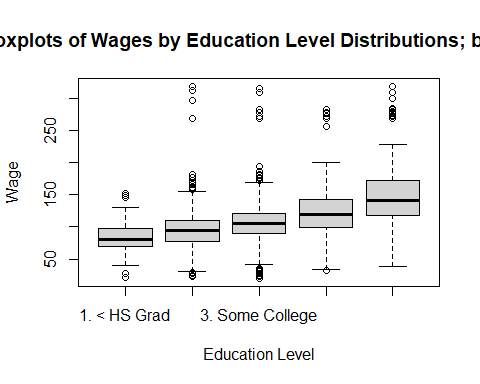 oxplots of Wages by Education Level Distributions; b
Wage
250
150
50
1. < HS Grad 3. Some College
Education Level